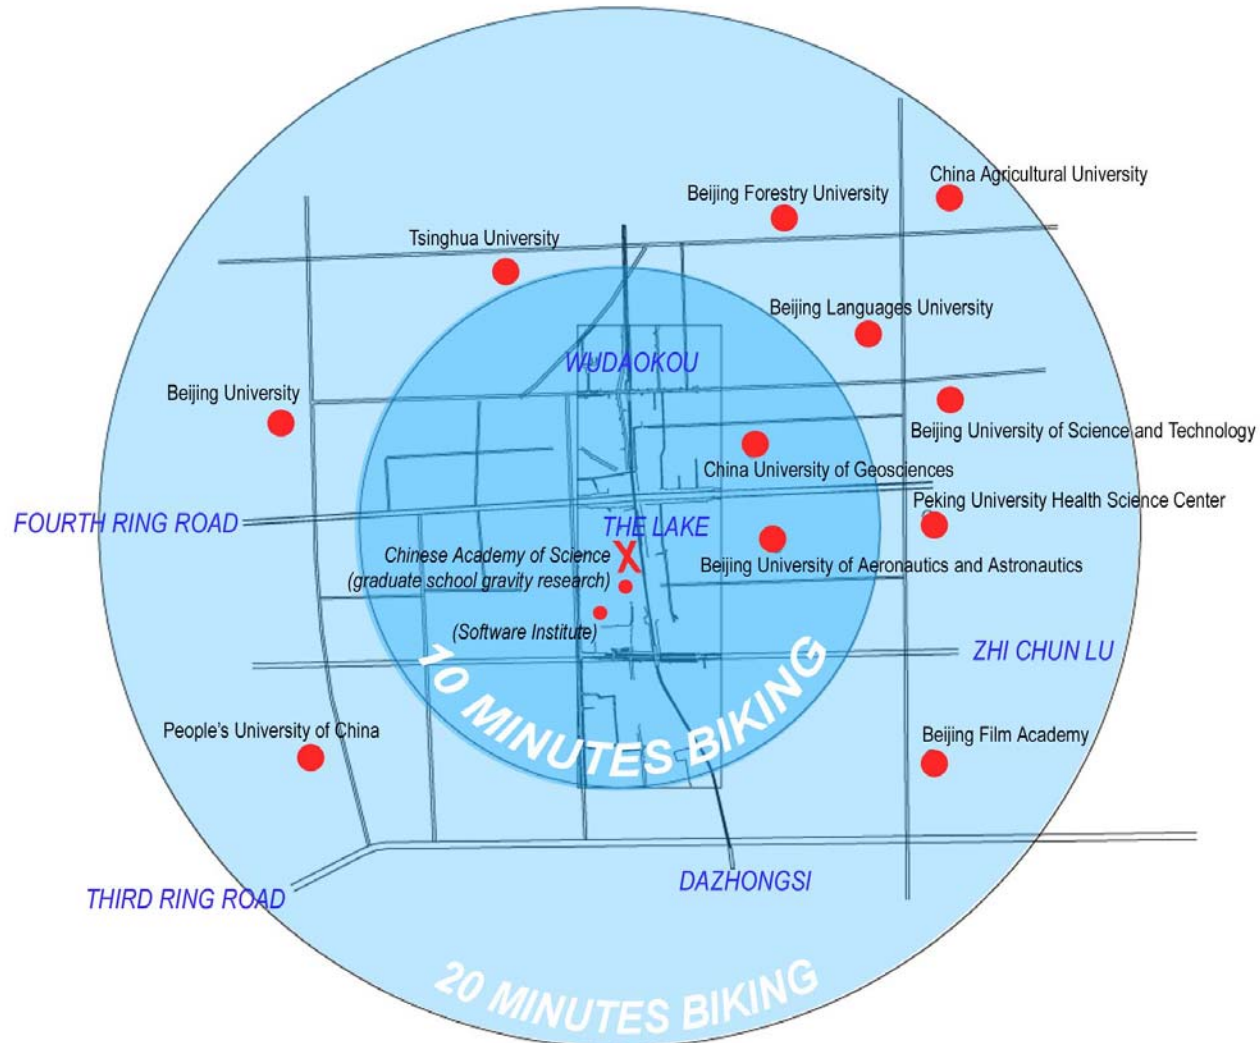 China Agricultural University
Beijing Forestry University
Tsinghua University
Beijing Languages University
WUDAOKOU
Beijing University
Beijing University of Science and Technology
China University of Geosciences
Peking University Health Science Center
FOURTH RING ROAD
THE LAKE
X
Chinese Academy of Science
(graduate school gravity research)
Beijing University of Aeronautics and Astronautics
(Software Institute)
ZHI CHUN LU
10 MINUTES BIKING
People's University of China
Beijing Film Academy
DAZHONGSI
THIRD RING ROAD
20 MINUTES BIKING